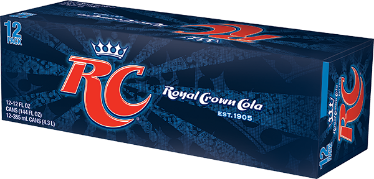 12
PACK
RC
Royal Crown Cola
EST. 1905
12-12 FL OZ
CANS (144 FL OZ)
12-355 mL
CANS (4.3 L)
RC
12